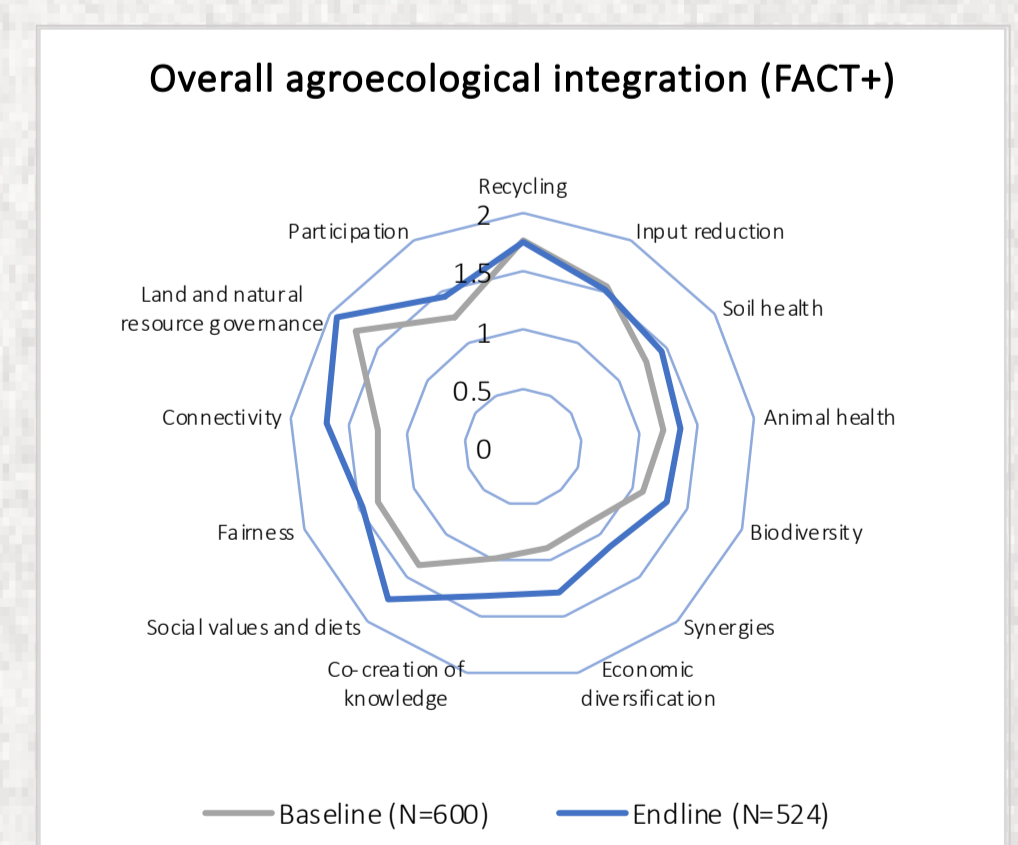 Overall agroecological integration (FACT+)
Recycling
2
Participation
Input reduction
1.5
Land and natural
resource governance
Soil health
1
0.5
Connectivity
Animal health
0
Fairness
Biodiversity
Social values and diets
Synergies
Co-creation of
knowledge
Economic
diversification
Baseline (N=600)
Endline (N=524)